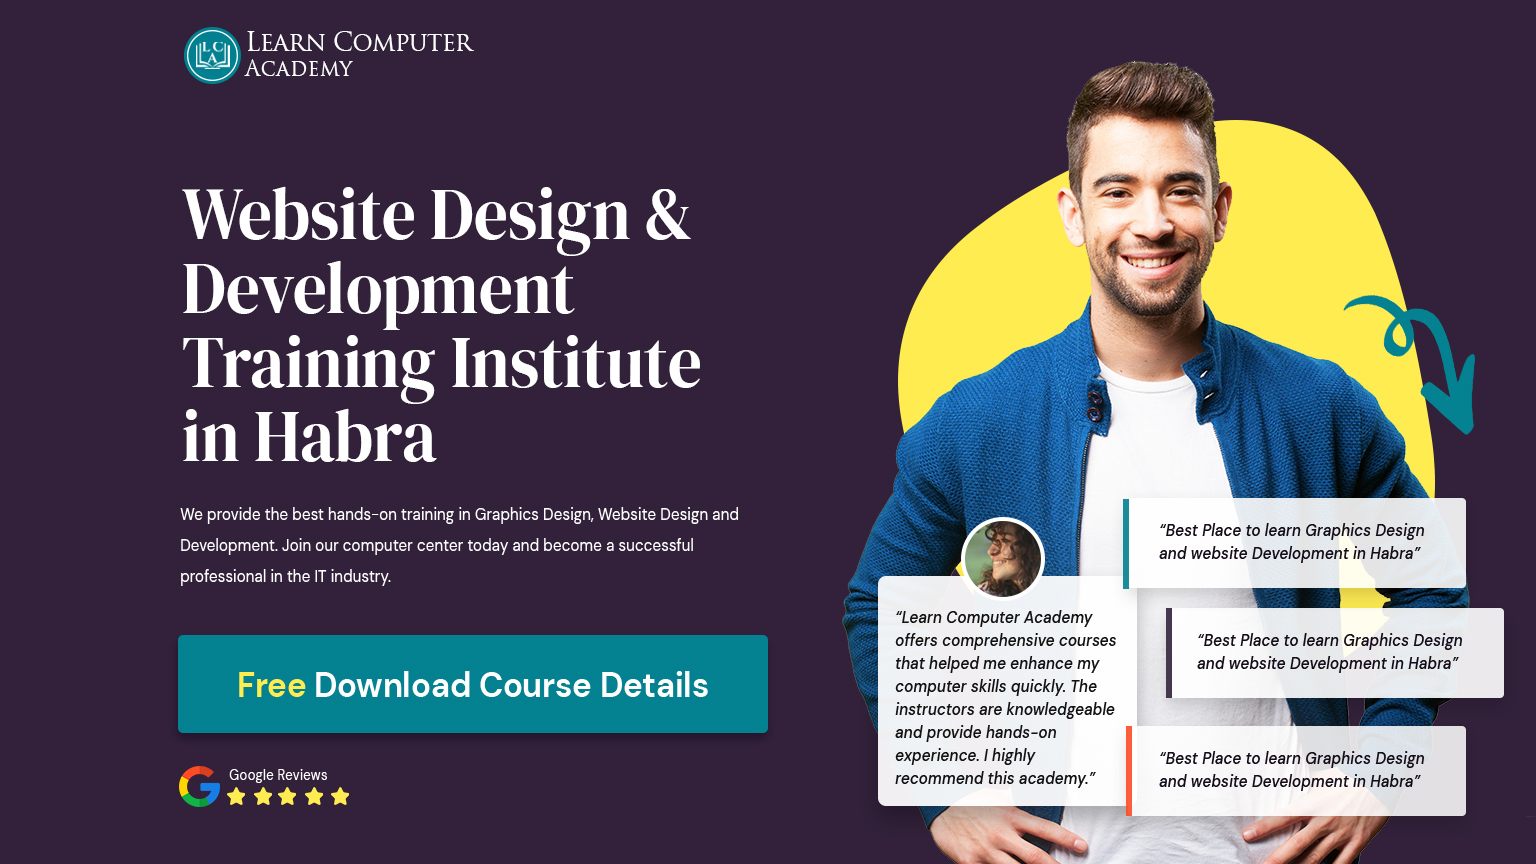 LCA
LEARN COMPUTER
ACADEMY
Website Design &
Development
Training Institute
in Habra
We provide the best hands-on training in Graphics Design, Website Design and
Development. Join our computer center today and become a successful
professional in the IT industry.
Free Download Course Details
Google Reviews
“Learn Computer Academy
offers comprehensive courses
that helped me enhance my
computer skills quickly. The
instructors are knowledgeable
and provide hands-on
experience. I highly
recommend this academy.”
“Best Place to learn Graphics Design
and website Development in Habra”
“Best Place to learn Graphics Design
and website Development in Habra”
“Best Place to learn Graphics Design
and website Development in Habra”